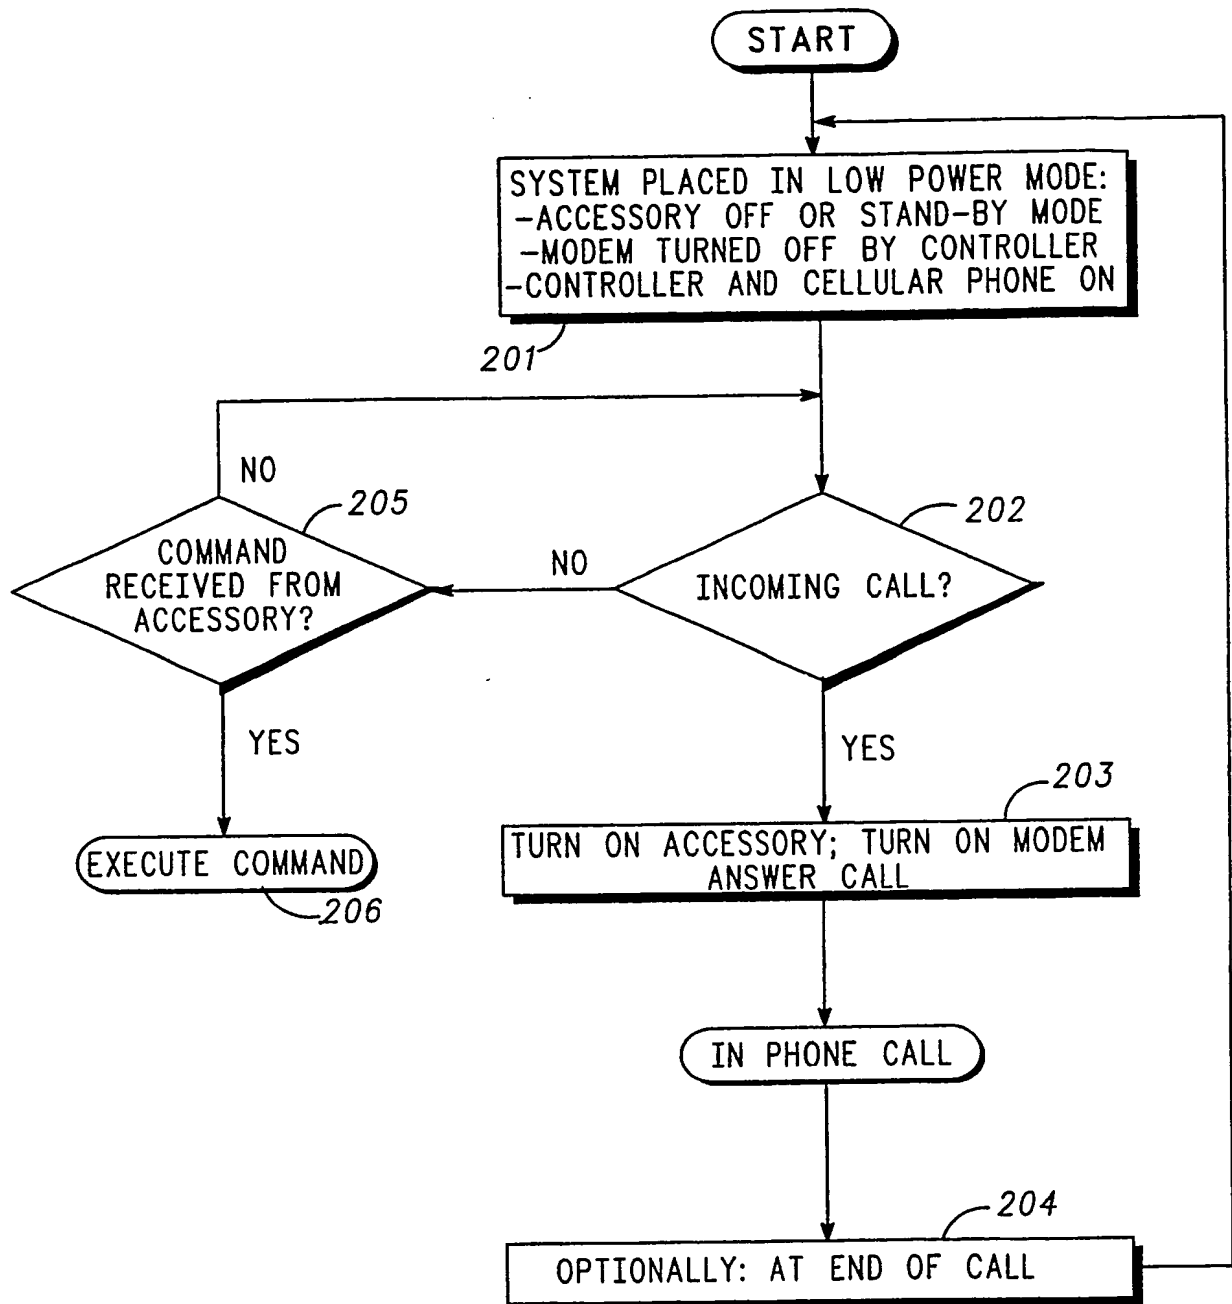 START
SYSTEM PLACED IN LOW POWER MODE:
-ACCESSORY OFF OR STAND-BY MODE
-MODEM TURNED OFF BY CONTROLLER
-CONTROLLER AND CELLULAR PHONE ON
201
NO
205
COMMAND
RECEIVED FROM
ACCESSORY?
NO
202
INCOMING CALL?
YES
YES
203
EXECUTE COMMAND
206
TURN ON ACCESSORY; TURN ON MODEM
ANSWER CALL
IN PHONE CALL
204
OPTIONALLY: AT END OF CALL